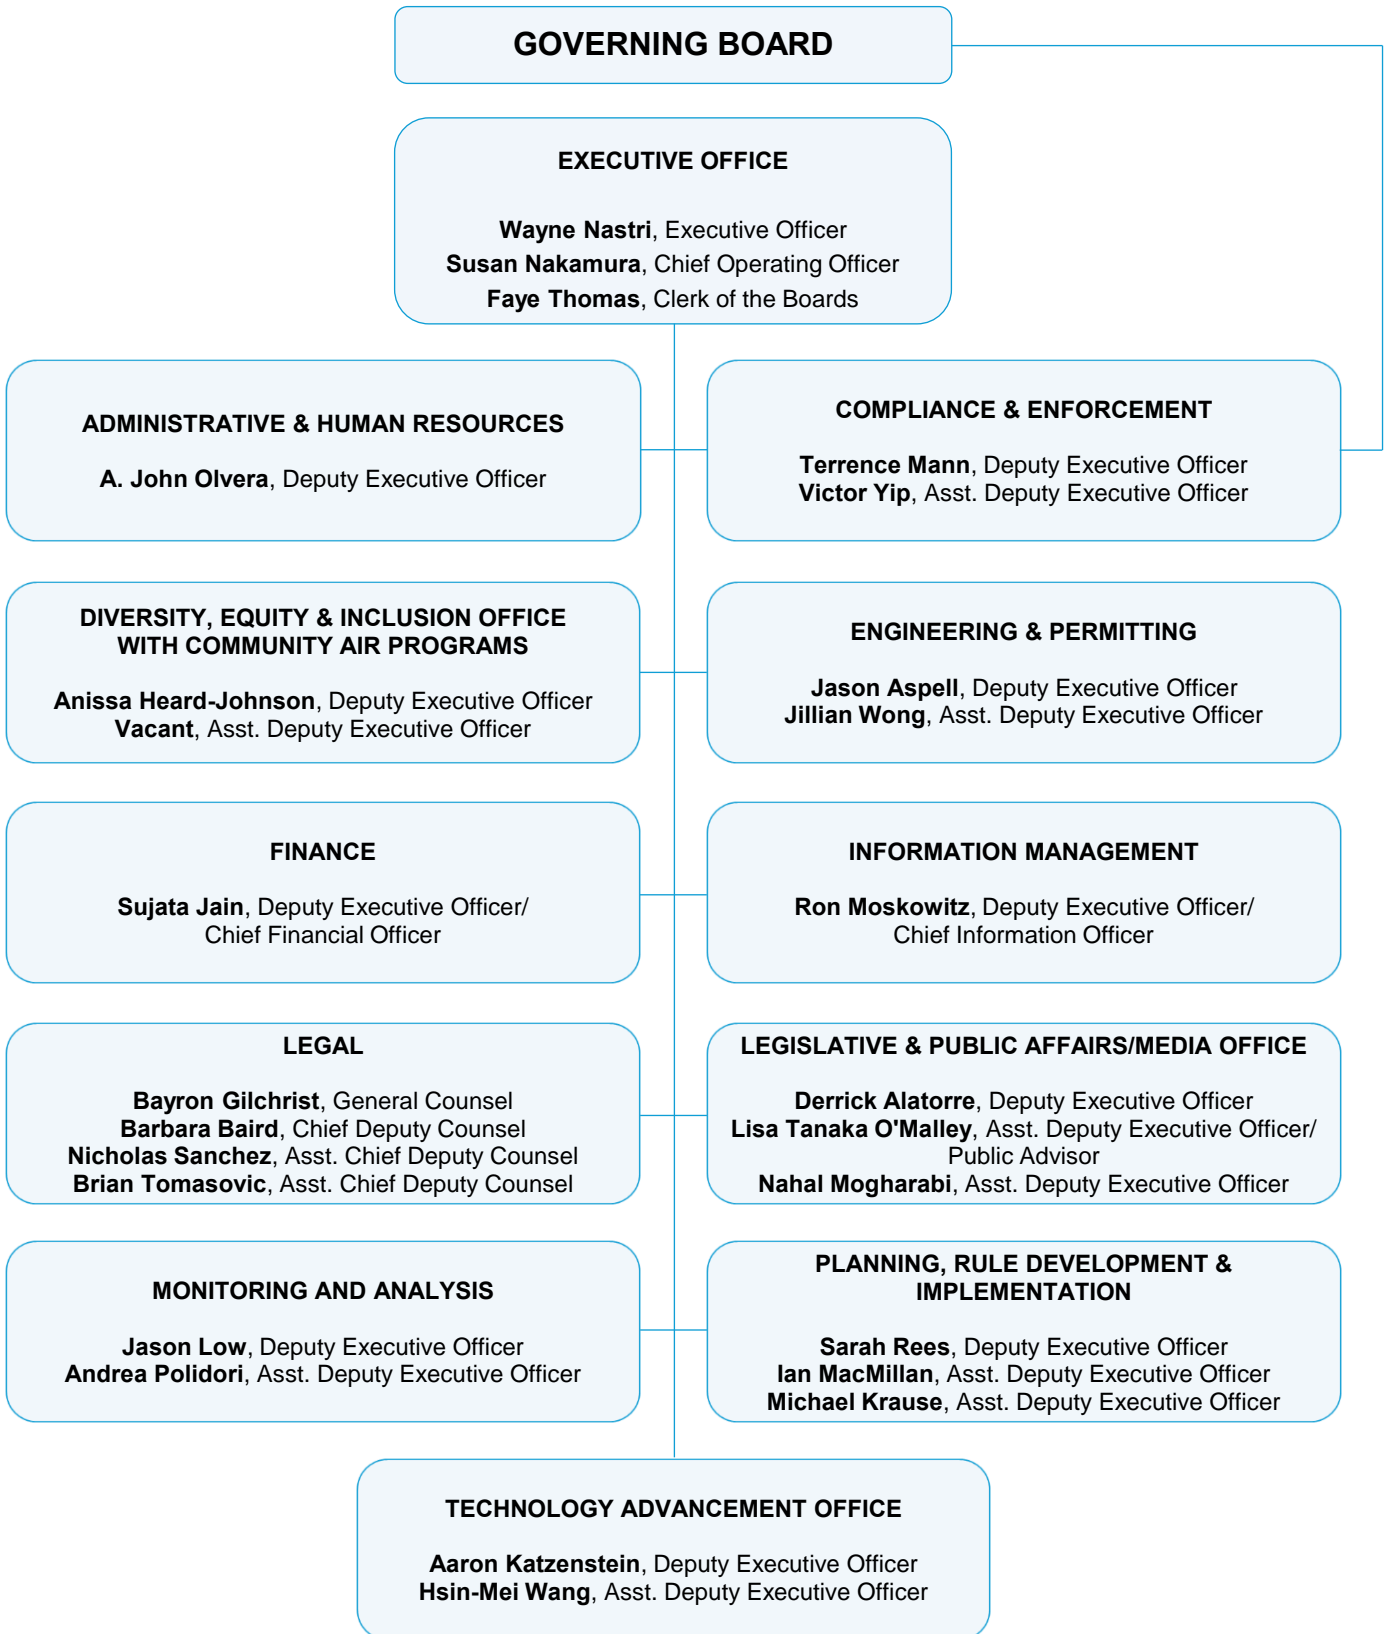 GOVERNING BOARD
EXECUTIVE OFFICE
Wayne Nastri, Executive Officer
Susan Nakamura, Chief Operating Officer
Faye Thomas, Clerk of the Boards
ADMINISTRATIVE & HUMAN RESOURCES
A. John Olvera, Deputy Executive Officer
COMPLIANCE & ENFORCEMENT
Terrence Mann, Deputy Executive Officer
Victor Yip, Asst. Deputy Executive Officer
DIVERSITY, EQUITY & INCLUSION OFFICE
WITH COMMUNITY AIR PROGRAMS
Anissa Heard-Johnson, Deputy Executive Officer
Vacant, Asst. Deputy Executive Officer
ENGINEERING & PERMITTING
Jason Aspell, Deputy Executive Officer
Jillian Wong, Asst. Deputy Executive Officer
FINANCE
Sujata Jain, Deputy Executive Officer/
Chief Financial Officer
INFORMATION MANAGEMENT
Ron Moskowitz, Deputy Executive Officer/
Chief Information Officer
LEGAL
Bayron Gilchrist, General Counsel
Barbara Baird, Chief Deputy Counsel
Nicholas Sanchez, Asst. Chief Deputy Counsel
Brian Tomasovic, Asst. Chief Deputy Counsel
LEGISLATIVE & PUBLIC AFFAIRS/MEDIA OFFICE
Derrick Alatorre, Deputy Executive Officer
Lisa Tanaka O'Malley, Asst. Deputy Executive Officer/
Public Advisor
Nahal Mogharabi, Asst. Deputy Executive Officer
MONITORING AND ANALYSIS
Jason Low, Deputy Executive Officer
Andrea Polidori, Asst. Deputy Executive Officer
PLANNING, RULE DEVELOPMENT &
IMPLEMENTATION
Sarah Rees, Deputy Executive Officer
Ian MacMillan, Asst. Deputy Executive Officer
Michael Krause, Asst. Deputy Executive Officer
TECHNOLOGY ADVANCEMENT OFFICE
Aaron Katzenstein, Deputy Executive Officer
Hsin-Mei Wang, Asst. Deputy Executive Officer